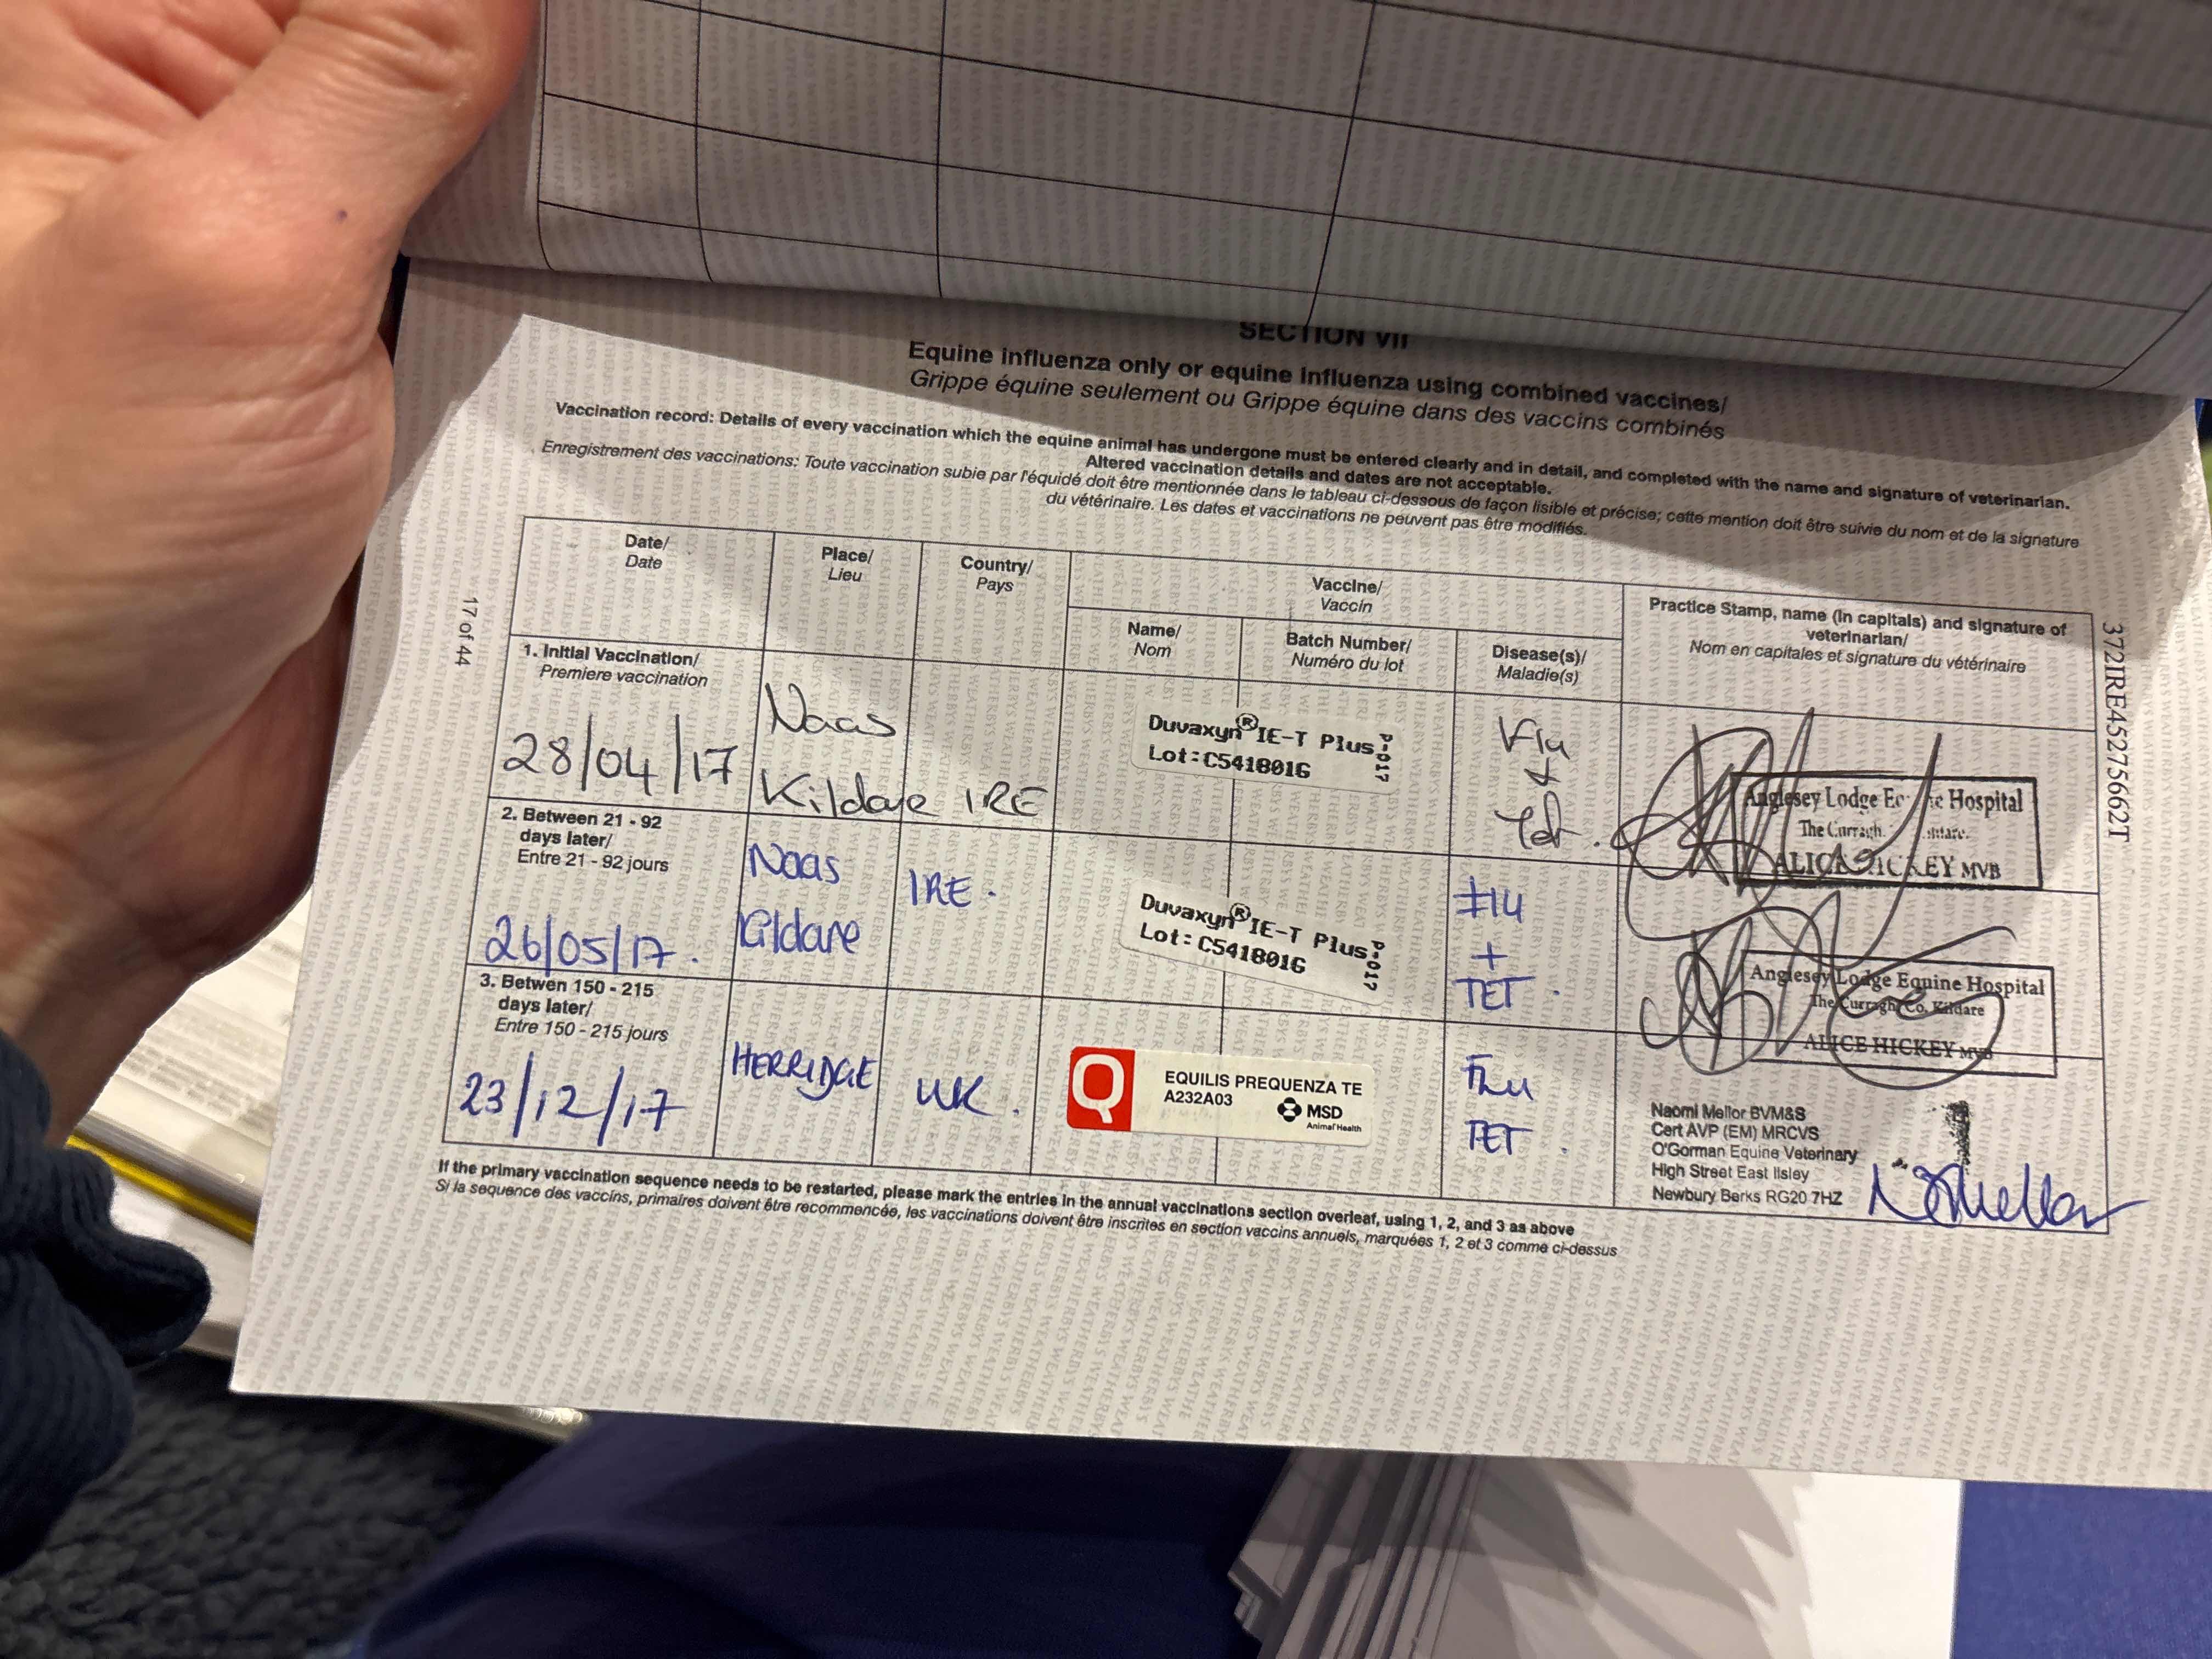 SECTION VII
Equine influenza only or equine influenza using combined vaccines/
Grippe équine seulement ou Grippe équine dans des vaccins combinés
Vaccination record: Details of every vaccination which the equine animal has undergone must be entered clearly and in detail, and completed with the name and signature of veterinarian.
Altered vaccination details and dates are not acceptable.
Enregistrement des vaccinations: Toute vaccination subie par l'équidé doit être mentionnée dans le tableau ci-dessous de façon lisible et précise; cette mention doit être suivie du nom et de la signature
du vétérinaire. Les dates et vaccinations ne peuvent pas être modifiés.
17 of 44
372IRE45275662T
Date/
Date
Place/
Lieu
Country/
Pays
Vaccine/
Vaccin
Name/
Nom
Batch Number/
Numéro du lot
Disease(s)/
Maladie(s)
Practice Stamp, name (in capitals) and signature of
veterinarian/
Nom en capitales et signature du vétérinaire
1. Initial Vaccination/
Premiere vaccination
28/04/17
Naas
Kildare IRE
Duvaxyn® IE-T Plus
Lot:C541801G
P-017
Flu
+
Tet.
Anglesey Lodge Hospital
The Curragh.
HICKEY MVB
2. Between 21 - 92
days later/
Entre 21 - 92 jours
26/05/17.
Naas
Kildare
IRE.
Duvaxyn® IE-T Plus
Lot:C541801G
P-017
Flu
+
TET.
Anglesey Lodge Equine Hospital
The Curragh Co. Kildare
ALICE HICKEY MVB
3. Betwen 150 - 215
days later/
Entre 150 - 215 jours
23/12/17
HERRIDGE
UK.
Q
EQUILIS PREQUENZA TE
A232A03
MSD
Animal Health
Flu
TET.
Naomi Mellor BVM&S
Cert AVP (EM) MRCVS
O'Gorman Equine Veterinary
High Street East Ilsley
Newbury Berks RG20 7HZ
If the primary vaccination sequence needs to be restarted, please mark the entries in the annual vaccinations section overleaf, using 1, 2, and 3 as above
Si la sequence des vaccins, primaires doivent être recommencée, les vaccinations doivent être inscrites en section vaccins annuels, marquées 1, 2 et 3 comme ci-dessus